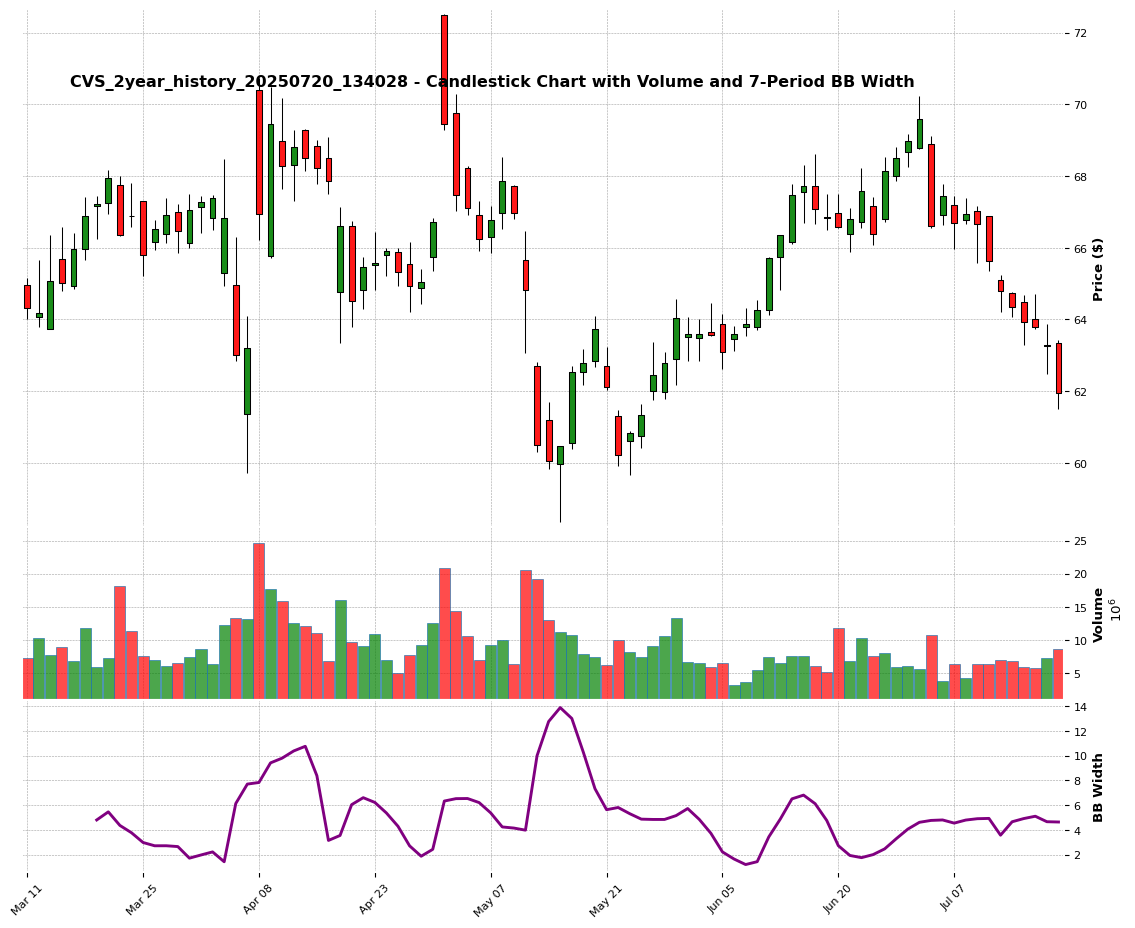 CVS_2year_history_20250720_134028 - Candlestick Chart with Volume and 7-Period BB Width
72
70
68
66
64
62
60
Price ($)
25
20
15
10
5
Volume
10^6
14
12
10
8
6
4
2
BB Width
Mar 11
Mar 25
Apr 08
Apr 23
May 07
May 21
Jun 05
Jun 20
Jul 07